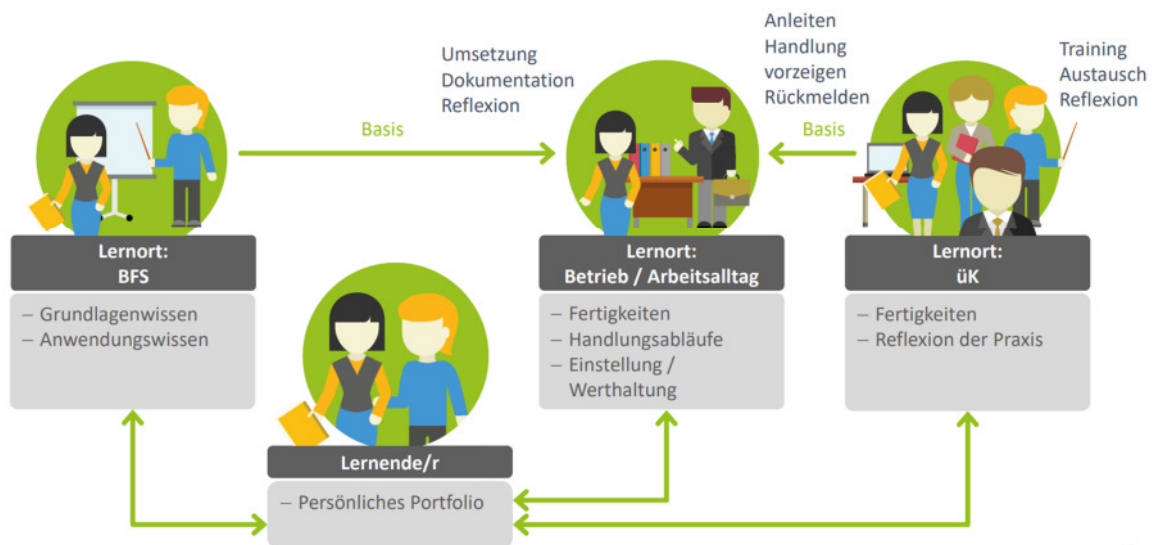 Umsetzung
Dokumentation
Reflexion
Anleiten
Handlung
vorzeigen
Rückmelden
Training
Austausch
Reflexion
Basis
Basis
Lernort:
BFS
– Grundlagenwissen
– Anwendungswissen
Lernort:
Betrieb / Arbeitsalltag
– Fertigkeiten
– Handlungsabläufe
– Einstellung /
Werthaltung
Lernort:
üK
– Fertigkeiten
– Reflexion der Praxis
Lernende/r
– Persönliches Portfolio